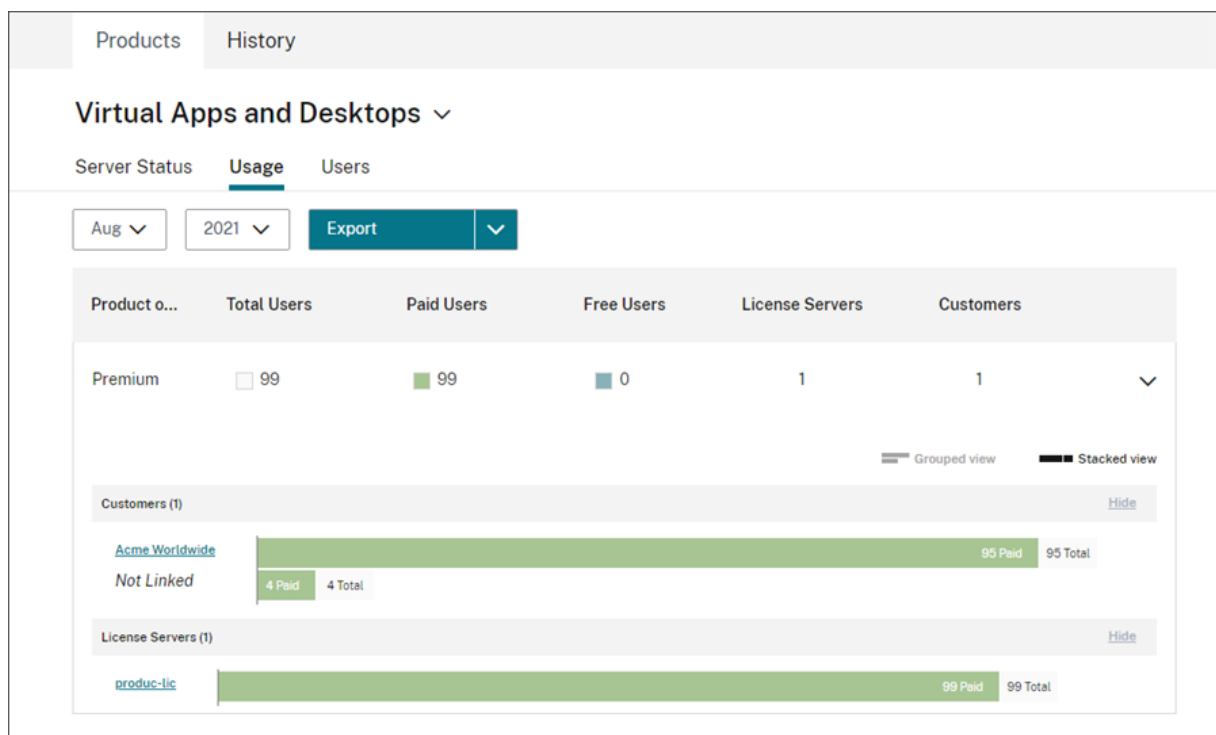 Products History
Virtual Apps and Desktops
Server Status Usage Users
Aug 2021 Export
Product o... Total Users Paid Users Free Users License Servers Customers
Premium 99 99 0 1 1
Grouped view Stacked view
Customers (1) Hide
Acme Worldwide 95 Paid 95 Total
Not Linked 4 Paid 4 Total
License Servers (1) Hide
produc-lic 99 Paid 99 Total